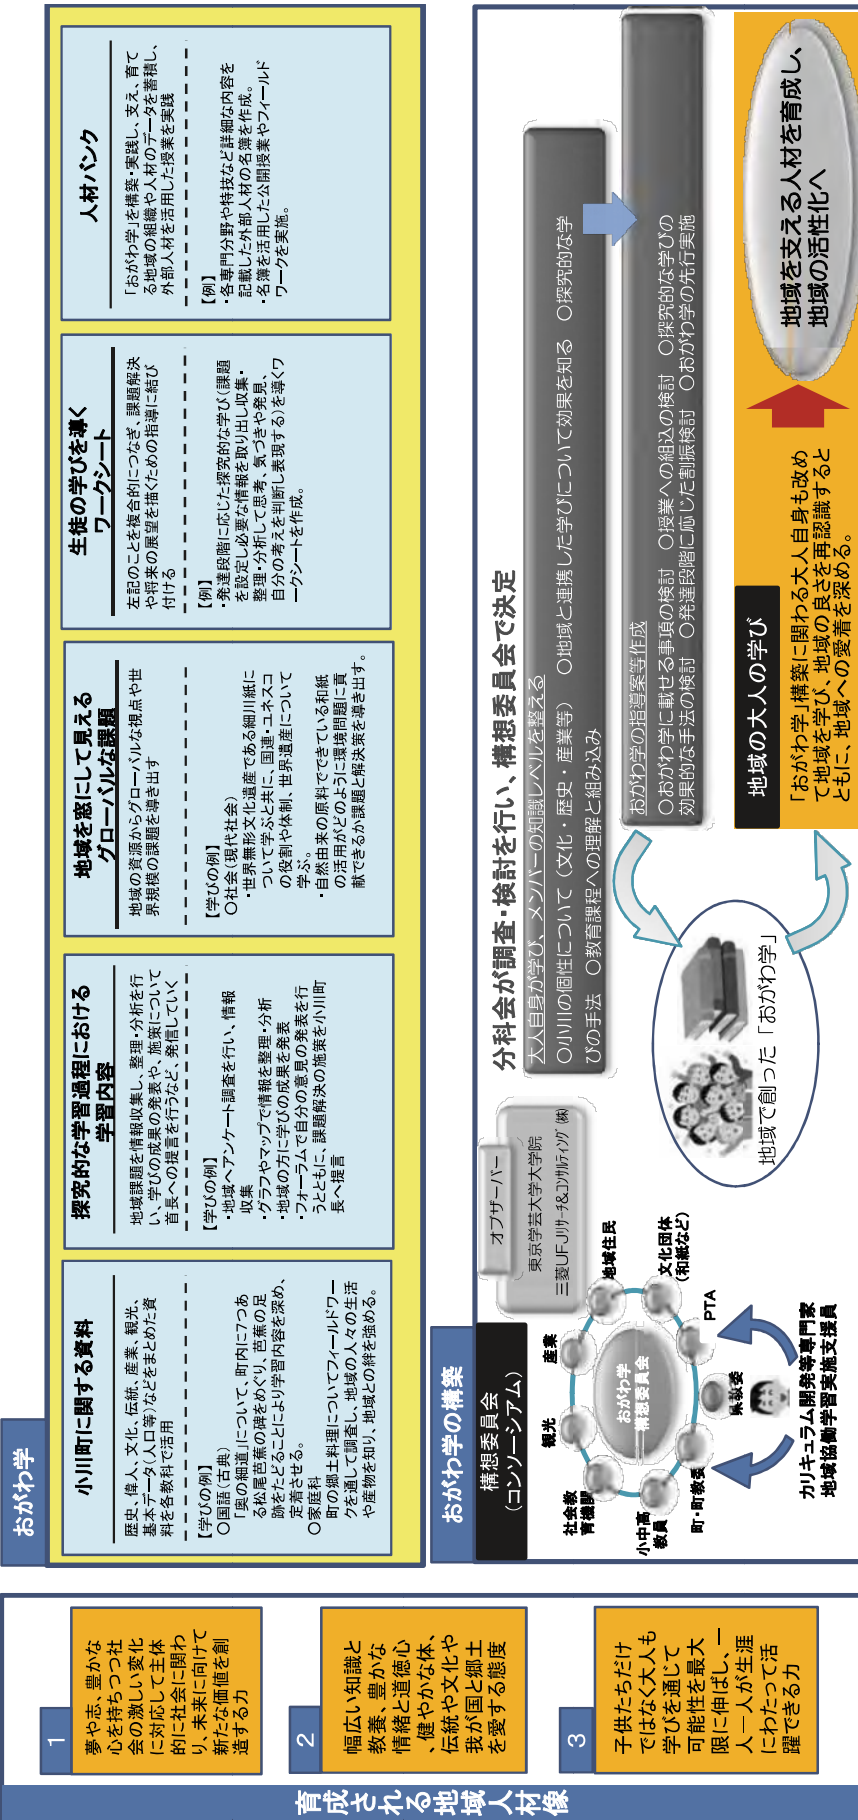 育成される地域人材像
1
夢や志、豊かな
心を持ちつつ社
会の激しい変化
に対応して主体
的に社会に関わ
り、未来に向けて
新たな価値を創
造する力
2
幅広い知識と
教養、豊かな
情緒と道徳心
、健やかな体、
伝統や文化や
我が国と郷土
を愛する態度
3
子供たちだけ
ではなく大人も
学びを通じて
可能性を最大
限に伸ばし、一
人一人が生涯
にわたって活
躍できる力
おがわ学
小川町に関する資料
歴史、偉人、文化、伝統、産業、観光、
基本データ(人口等)などをまとめた資
料を各教科で活用
【学びの例】
○国語(古典)
「奥の細道」について、町内に7つあ
る松尾芭蕉の碑をめぐり、芭蕉の足
跡をたどることにより学習内容を深め、
定着させる。
○家庭科
町の郷土料理についてフィールドワー
クを通して調査し、地域の人々の生活
や産物を知り、地域との絆を強める。
探究的な学習過程における
学習内容
地域課題を情報収集し、整理・分析を行
い、学びの成果の発表や、施策について
首長への提言を行うなど、発信していく
【学びの例】
・地域へアンケート調査を行い、情報
収集
・グラフやマップで情報を整理・分析
・地域の方に学びの成果を発表
・フォーラムで自分の意見の発表を行
うとともに、課題解決の施策を小川町
長へ提言
地域を窓にして見える
グローバルな課題
地域の資源からグローバルな視点や世
界規模の課題を導き出す
【学びの例】
○社会(現代社会)
・世界無形文化遺産である細川紙に
ついて学ぶと共に、国連・ユネスコ
の役割や体制、世界遺産について
学ぶ。
・自然由来の原料でできている和紙
の活用がどのように環境問題に貢
献できるか課題と解決策を導き出す。
生徒の学びを導く
ワークシート
左記のことを複合的につなぎ、課題解決
や将来の展望を描くための指導に結び
付ける
【例】
・発達段階に応じた探究的な学び(課題
を設定し必要な情報を取り出し収集・
整理・分析して思考、気づきや発見、
自分の考えを判断し表現する)を導くワ
ークシートを作成。
人材バンク
「おがわ学」を構築・実践し、支え、育て
る地域の組織や人材のデータを蓄積し、
外部人材を活用した授業を実践
【例】
・各専門分野や特技など詳細な内容を
記載した外部人材の名簿を作成。
・名簿を活用した公開授業やフィールド
ワークを実施。
おがわ学の構築
構想委員会
(コンソーシアム)
オブザーバー
東京学芸大学大学院
三菱UFJリサーチ&コンサルティング(株)
おがわ学
構想委員会
社会教
育機関
観光
産業
地域住民
文化団体
(和紙など)
PTA
県教委
町・町教委
小中高
教員
カリキュラム開発等専門家
地域協働学習実施支援員
分科会が調査・検討を行い、構想委員会で決定
大人自身が学び、メンバーの知識レベルを整える
○小川の個性について(文化・歴史・産業等) ○地域と連携した学びについて効果を知る ○探究的な学
びの手法 ○教育課程への理解と組み込み
おがわ学の指導案等作成
○おがわ学に載せる事項の検討 ○授業への組込の検討 ○探究的な学びの
効果的な手法の検討 ○発達段階に応じた割振検討 ○おがわ学の先行実施
地域で創った「おがわ学」
地域の大人の学び
「おがわ学」構築に関わる大人自身も改め
て地域を学び、地域の良さを再認識すると
ともに、地域への愛着を深める。
地域を支える人材を育成し、
地域の活性化へ